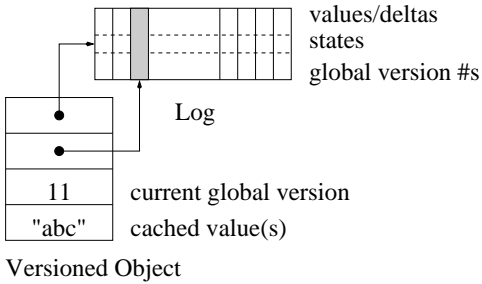 values/deltas
states
global version #s
Log
11 current global version
"abc" cached value(s)
Versioned Object